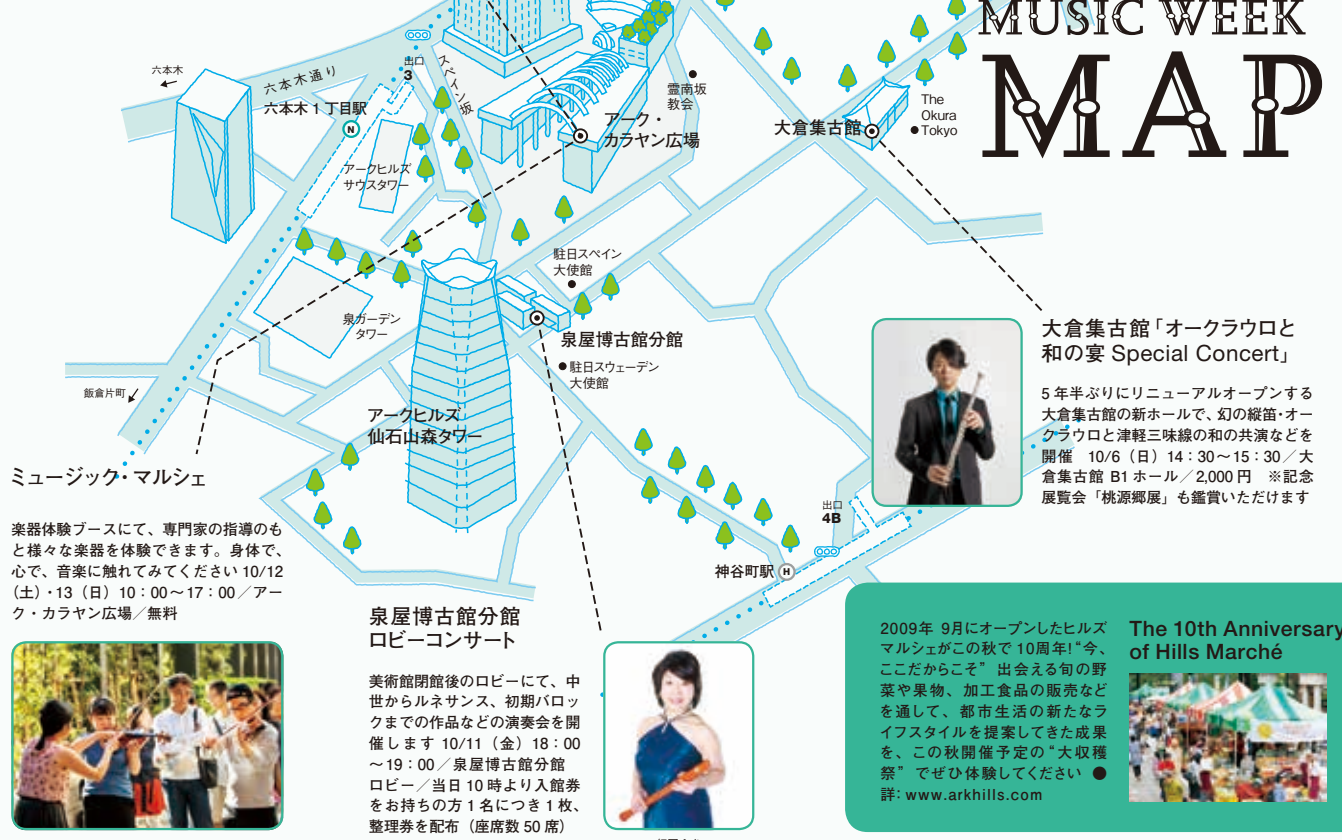 MUSIC WEEK
MAP
六本木
六本木通り
出口
3
スペイン坂
六本木1丁目駅
N
アークヒルズ
サウスタワー
霊南坂
教会
アーク・
カラヤン広場
大倉集古館
The
Okura
●Tokyo
駐日スペイン
大使館
泉ガーデン
タワー
泉屋博古館分館
●駐日スウェーデン
大使館
飯倉片町
アークヒルズ
仙石山森タワー
出口
4B
神谷町駅
H
大倉集古館「オークラウロと
和の宴 Special Concert」
5年半ぶりにリニューアルオープンする
大倉集古館の新ホールで、幻の縦笛・オー
クラウロと津軽三味線の和の共演などを
開催 10/6(日)14:30〜15:30/大
倉集古館 B1ホール/2,000円 ※記念
展覧会「桃源郷展」も鑑賞いただけます
ミュージック・マルシェ
楽器体験ブースにて、専門家の指導のも
と様々な楽器を体験できます。身体で、
心で、音楽に触れてみてください 10/12
(土)・13(日)10:00〜17:00/アー
ク・カラヤン広場/無料
泉屋博古館分館
ロビーコンサート
美術館閉館後のロビーにて、中
世からルネサンス、初期バロッ
クまでの作品などの演奏会を開
催します 10/11(金)18:00
〜19:00/泉屋博古館分館
ロビー/当日10時より入館券
をお持ちの方1名につき1枚、
整理券を配布(座席数50席)
2009年 9月にオープンしたヒルズ
マルシェがこの秋で10周年!“今、
ここだからこそ”出会える旬の野
菜や果物、加工食品の販売など
を通して、都市生活の新たなラ
イフスタイルを提案してきた成果
を、この秋開催予定の“大収穫
祭”でぜひ体験してください ●
詳:www.arkhills.com
The 10th Anniversary
of Hills Marché